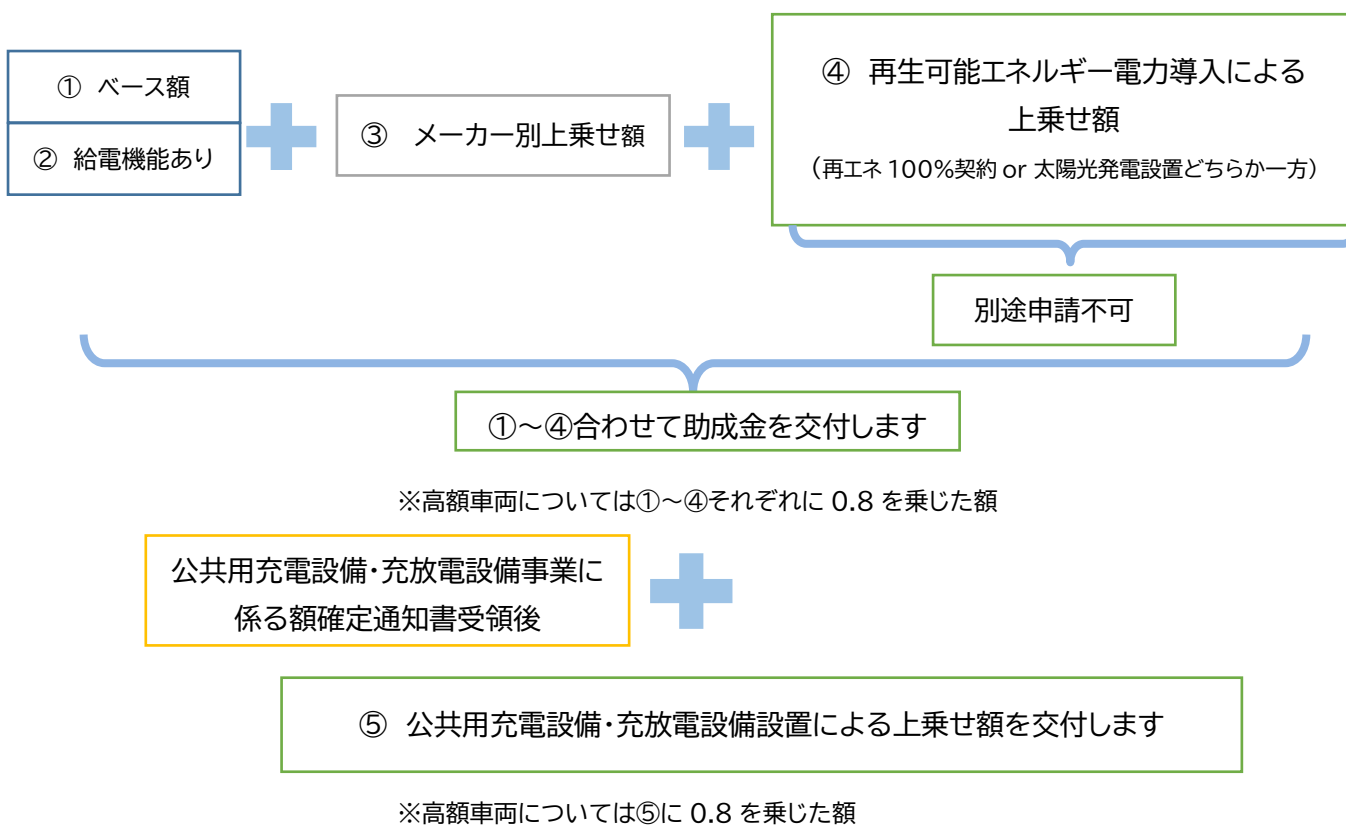 ① ベース額
② 給電機能あり
③ メーカー別上乗せ額
④ 再生可能エネルギー電力導入による
上乗せ額
（再エネ100%契約 or 太陽光発電設置どちらか一方）
別途申請不可
①～④合わせて助成金を交付します
※高額車両については①～④それぞれに 0.8 を乗じた額
公共用充電設備・充放電設備事業に
係る額確定通知書受領後
⑤ 公共用充電設備・充放電設備設置による上乗せ額を交付します
※高額車両については⑤に 0.8 を乗じた額